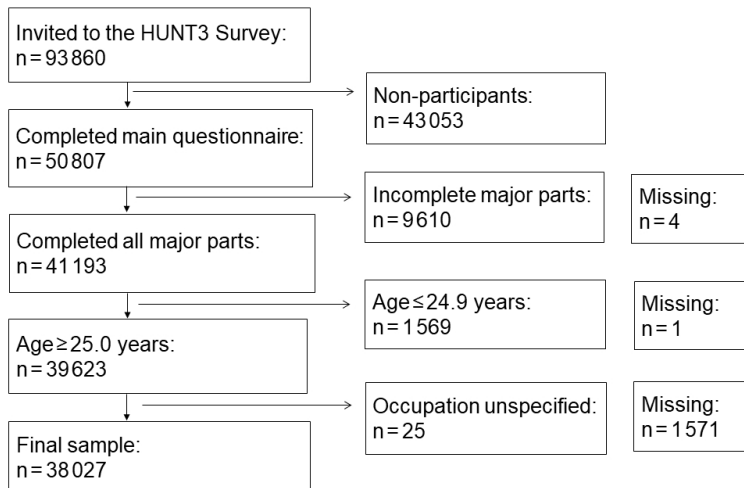 Invited to the HUNT3 Survey:
n = 93 860
Non-participants:
n = 43 053
Completed main questionnaire:
n = 50 807
Incomplete major parts:
n = 9 610
Missing:
n = 4
Completed all major parts:
n = 41 193
Age ≤ 24.9 years:
n = 1 569
Missing:
n = 1
Age ≥ 25.0 years:
n = 39 623
Occupation unspecified:
n = 25
Missing:
n = 1 571
Final sample:
n = 38 027